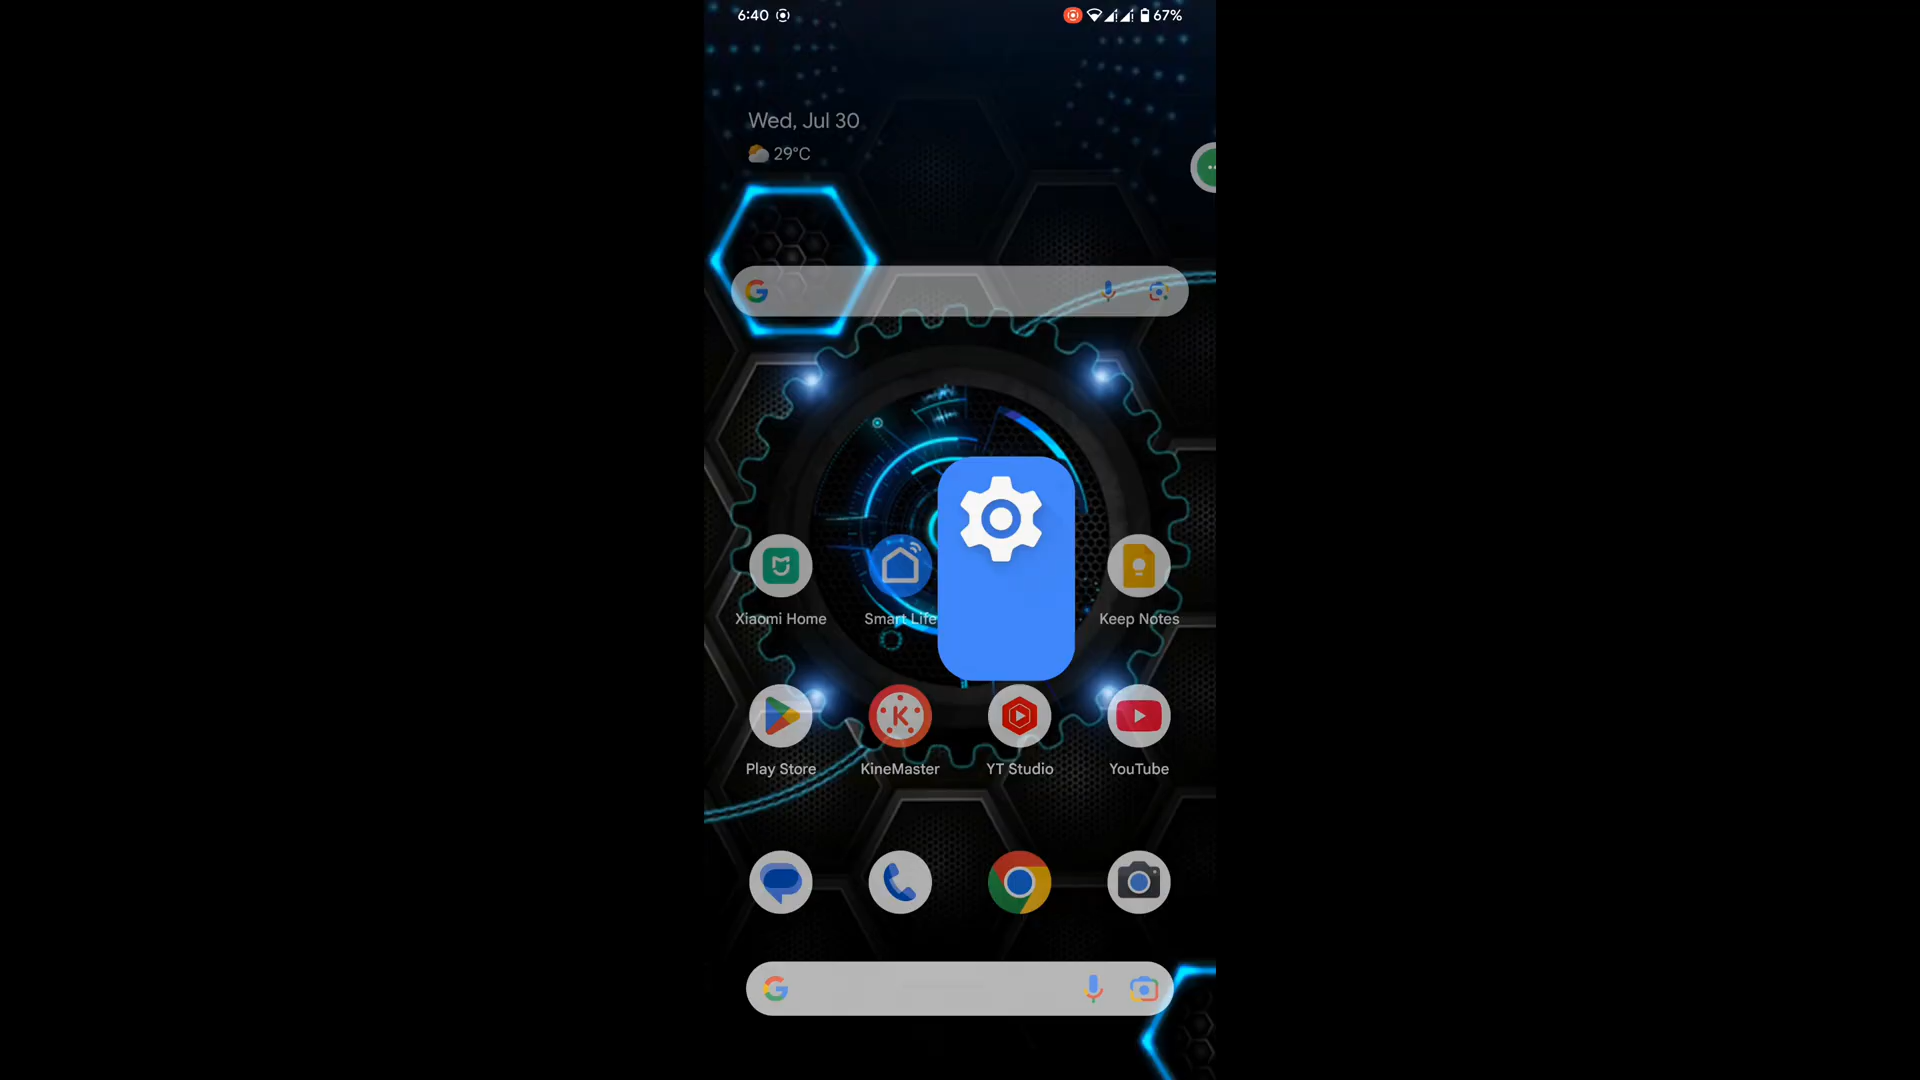 6:40 67%
Wed, Jul 30
29°C
Xiaomi Home Smart Life Keep Notes
Play Store KineMaster YT Studio YouTube